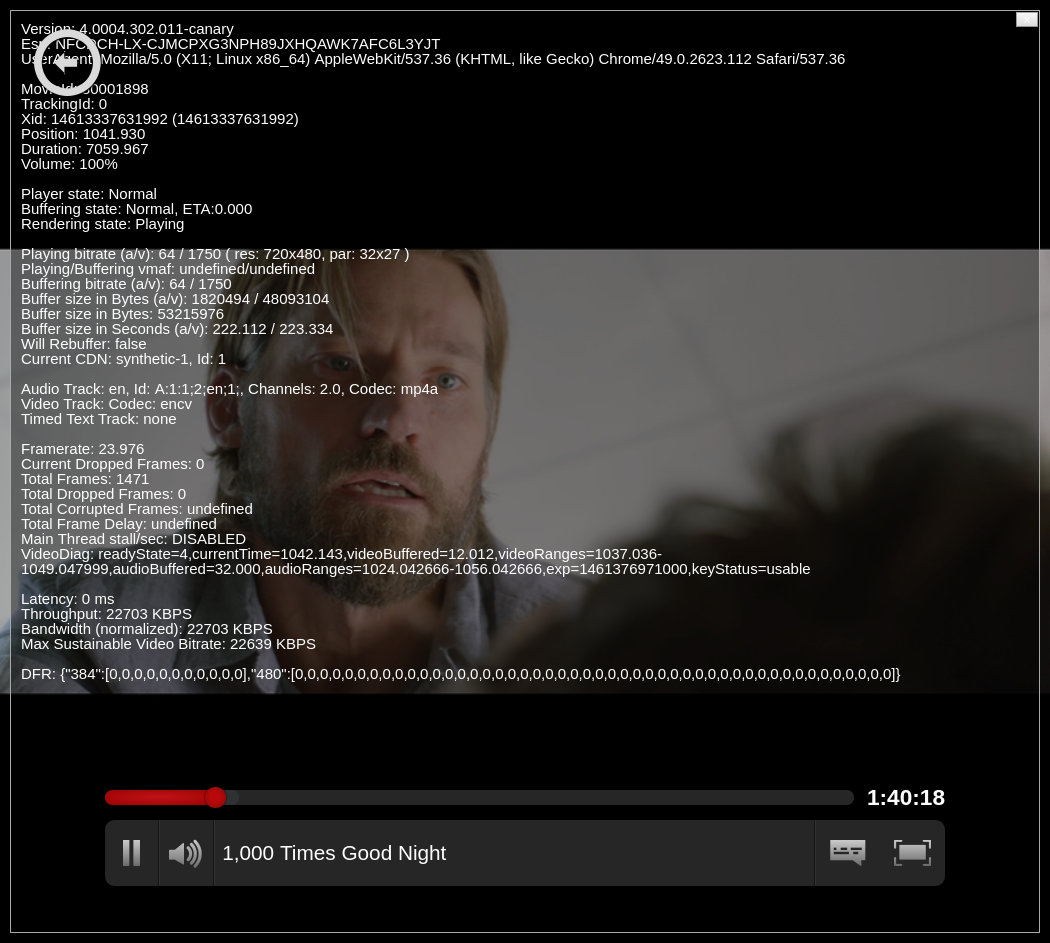 Version: 4.0004.302.011-canary
Esn: NFCDCH-LX-CJMCPXG3NPH89JXHQAWK7AFC6L3YJT
UserAgent: Mozilla/5.0 (X11; Linux x86_64) AppleWebKit/537.36 (KHTML, like Gecko) Chrome/49.0.2623.112 Safari/537.36
MovieId: 80001898
TrackingId: 0
Xid: 14613337631992 (14613337631992)
Position: 1041.930
Duration: 7059.967
Volume: 100%
Player state: Normal
Buffering state: Normal, ETA:0.000
Rendering state: Playing
Playing bitrate (a/v): 64 / 1750 ( res: 720x480, par: 32x27 )
Playing/Buffering vmaf: undefined/undefined
Buffering bitrate (a/v): 64 / 1750
Buffer size in Bytes (a/v): 1820494 / 48093104
Buffer size in Bytes: 53215976
Buffer size in Seconds (a/v): 222.112 / 223.334
Will Rebuffer: false
Current CDN: synthetic-1, Id: 1
Audio Track: en, Id: A:1:1;2;en;1;, Channels: 2.0, Codec: mp4a
Video Track: Codec: encv
Timed Text Track: none
Framerate: 23.976
Current Dropped Frames: 0
Total Frames: 1471
Total Dropped Frames: 0
Total Corrupted Frames: undefined
Total Frame Delay: undefined
Main Thread stall/sec: DISABLED
VideoDiag: readyState=4,currentTime=1042.143,videoBuffered=12.012,videoRanges=1037.036-
1049.047999,audioBuffered=32.000,audioRanges=1024.042666-1056.042666,exp=1461376971000,keyStatus=usable
Latency: 0 ms
Throughput: 22703 KBPS
Bandwidth (normalized): 22703 KBPS
Max Sustainable Video Bitrate: 22639 KBPS
DFR: {"384":[0,0,0,0,0,0,0,0,0,0,0],"480":[0,0,0,0,0,0,0,0,0,0,0,0,0,0,0,0,0,0,0,0,0,0,0,0,0,0,0,0,0,0,0,0,0,0,0,0,0,0,0,0,0,0,0,0,0,0,0,0]}
1:40:18
1,000 Times Good Night